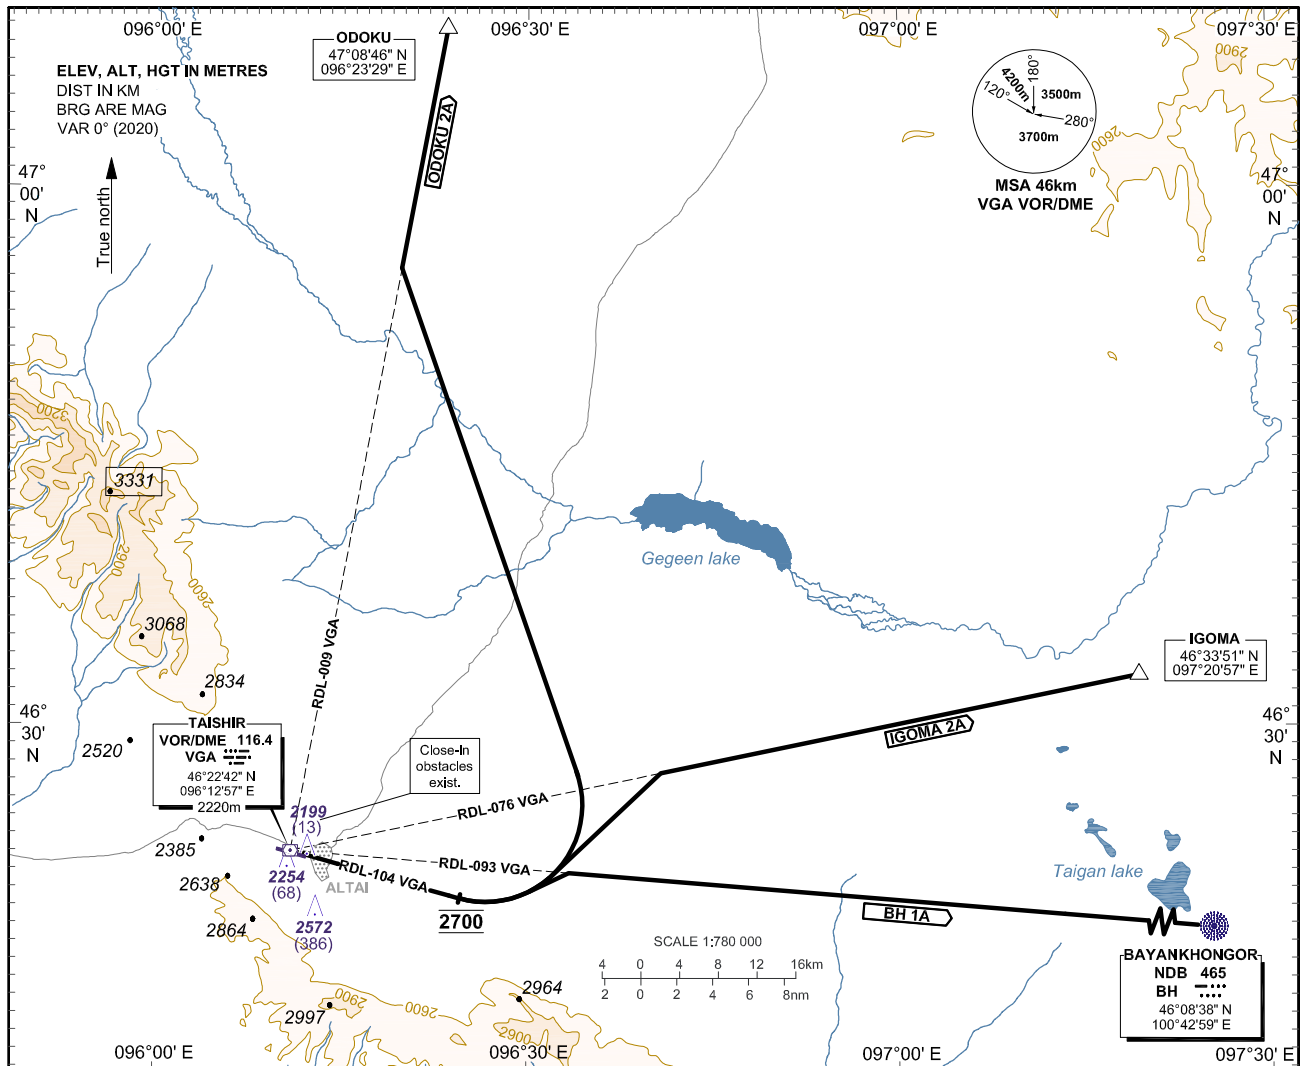 096°00' E
096°30' E
097°00' E
097°30' E
ODOKU
47°08'46" N
096°23'29" E
ELEV, ALT, HGT IN METRES
DIST IN KM
BRG ARE MAG
VAR 0° (2020)
True north
ODOKU 2A
4200m
180°
120°
3500m
280°
3700m
MSA 46km
VGA VOR/DME
2900
2600
47°
00'
N
47°
00'
N
3200
3331
2900
2600
3068
2834
2520
RDL-009 VGA
Gegeen lake
IGOMA
46°33'51" N
097°20'57" E
IGOMA 2A
46°
30'
N
46°
30'
N
TAISHIR
VOR/DME 116.4
VGA
46°22'42" N
096°12'57" E
2220m
Close-In
obstacles
exist.
2199
(13)
RDL-076 VGA
RDL-093 VGA
RDL-104 VGA
ALTAI
2385
2638
2254
(68)
2864
2572
(386)
2700
BH 1A
Taigan lake
SCALE 1:780 000
4 0 4 8 12 16km
2 0 2 4 6 8nm
BAYANKHONGOR
NDB 465
BH
46°08'38" N
100°42'59" E
2964
2997
2900
2600
2900
096°00' E
096°30' E
097°00' E
097°30' E